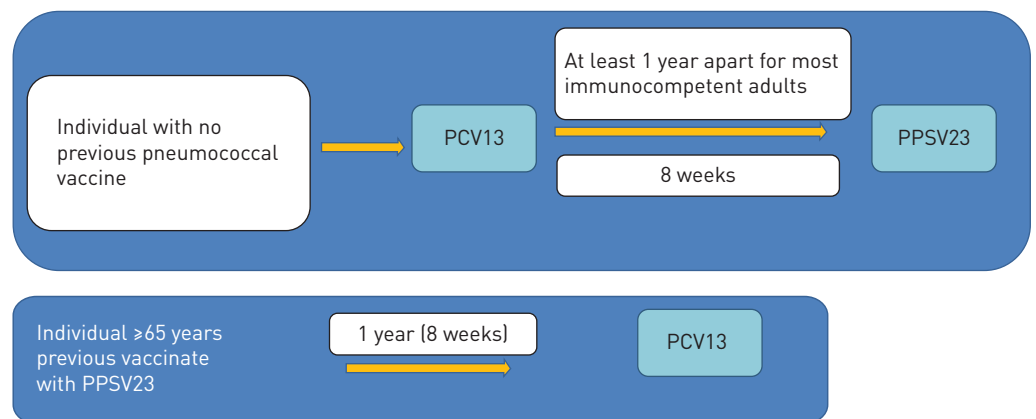 Individual with no
previous pneumococcal
vaccine
PCV13
At least 1 year apart for most
immunocompetent adults
8 weeks
PPSV23
Individual ⩾65 years
previous vaccinate
with PPSV23
1 year (8 weeks)
PCV13